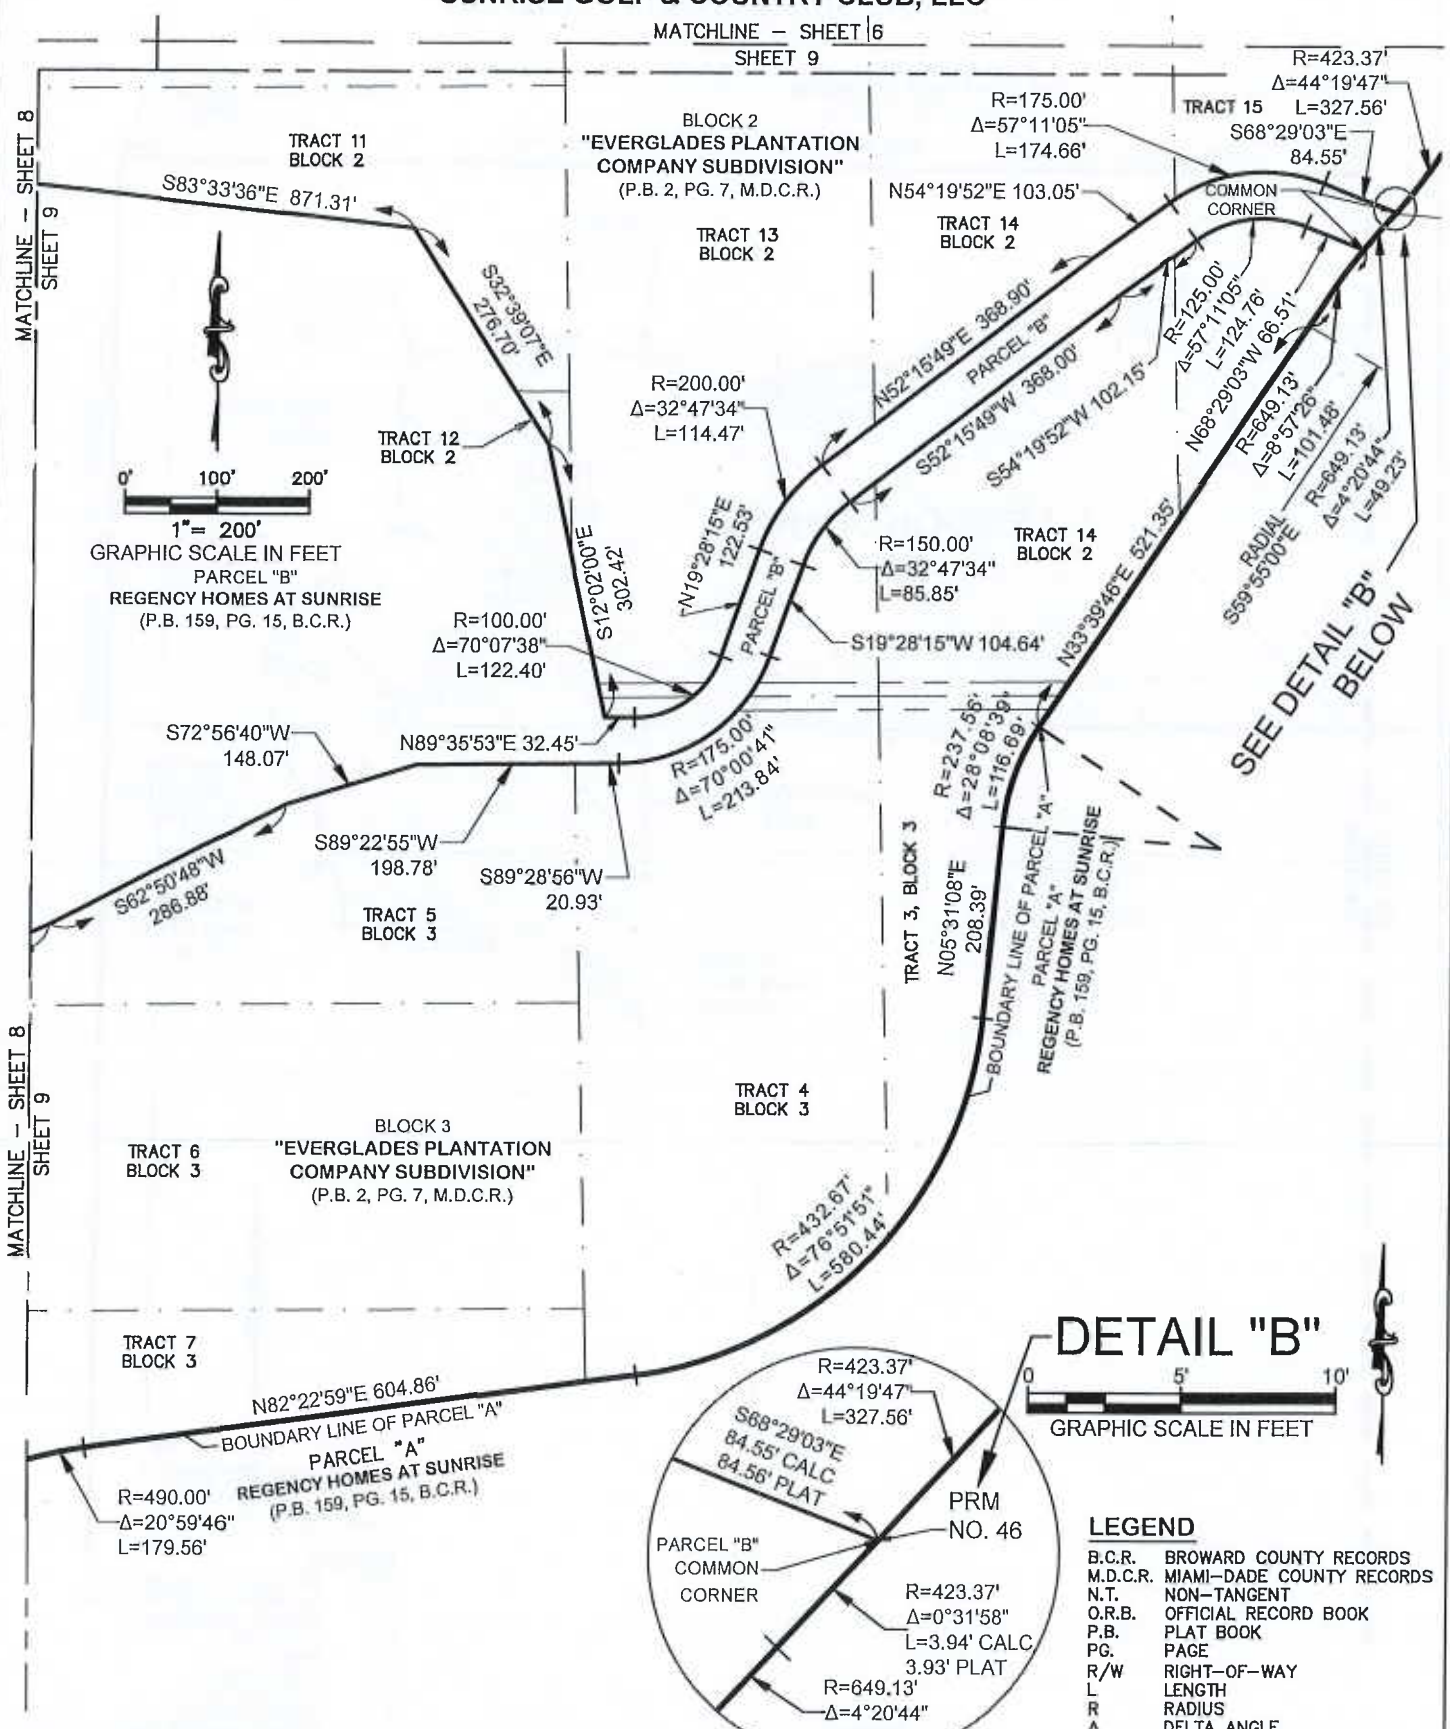 SUNRISE GOLF & COUNTRY CLUB, LLC
MATCHLINE - SHEET 6
SHEET 9
MATCHLINE - SHEET 8
SHEET 9
TRACT 11
BLOCK 2
S83°33'36"E 871.31'
BLOCK 2
"EVERGLADES PLANTATION
COMPANY SUBDIVISION"
(P.B. 2, PG. 7, M.D.C.R.)
TRACT 13
BLOCK 2
R=175.00'
Δ=57°11'05"
L=174.66'
N54°19'52"E 103.05'
TRACT 14
BLOCK 2
TRACT 15
R=423.37'
Δ=44°19'47"
L=327.56'
S68°29'03"E
84.55'
COMMON
CORNER
S32°39'07"E
276.70'
TRACT 12
BLOCK 2
0' 100' 200'
1"= 200'
GRAPHIC SCALE IN FEET
PARCEL "B"
REGENCY HOMES AT SUNRISE
(P.B. 159, PG. 15, B.C.R.)
R=200.00'
Δ=32°47'34"
L=114.47'
N52°15'49"E 368.90'
PARCEL "B"
S52°15'49"W 368.00'
S54°19'52"W 102.15'
R=125.00'
Δ=57°11'05"
L=124.76'
N68°29'03"W 66.51'
R=649.13'
Δ=8°57'26"
L=101.48'
RADIAL
S59°55'00"E
R=649.13'
Δ=4°20'44"
L=49.23'
SEE DETAIL "B"
BELOW
S12°02'00"E
302.42'
N19°28'15"E
122.53'
PARCEL "B"
R=150.00'
Δ=32°47'34"
L=85.85'
S19°28'15"W 104.64'
TRACT 14
BLOCK 2
N33°39'46"E 521.35'
R=100.00'
Δ=70°07'38"
L=122.40'
N89°35'53"E 32.45'
S72°56'40"W
148.07'
R=175.00'
Δ=70°00'41"
L=213.84'
R=237.56'
Δ=28°08'39"
L=116.69'
S89°22'55"W
198.78'
S89°28'56"W
20.93'
S62°50'48"W
286.88'
TRACT 5
BLOCK 3
TRACT 3, BLOCK 3
N05°31'08"E
208.39'
BOUNDARY LINE OF PARCEL "A"
PARCEL "A"
REGENCY HOMES AT SUNRISE
(P.B. 159, PG. 15, B.C.R.)
MATCHLINE - SHEET 8
SHEET 9
TRACT 6
BLOCK 3
BLOCK 3
"EVERGLADES PLANTATION
COMPANY SUBDIVISION"
(P.B. 2, PG. 7, M.D.C.R.)
TRACT 4
BLOCK 3
R=432.67'
Δ=76°51'51"
L=580.44'
TRACT 7
BLOCK 3
N82°22'59"E 604.86'
BOUNDARY LINE OF PARCEL "A"
PARCEL "A"
REGENCY HOMES AT SUNRISE
(P.B. 159, PG. 15, B.C.R.)
R=490.00'
Δ=20°59'46"
L=179.56'
DETAIL "B"
0 5' 10'
GRAPHIC SCALE IN FEET
R=423.37'
Δ=44°19'47"
L=327.56'
S68°29'03"E
84.55' CALC
84.56' PLAT
PRM
NO. 46
PARCEL "B"
COMMON
CORNER
R=423.37'
Δ=0°31'58"
L=3.94' CALC
3.93' PLAT
R=649.13'
Δ=4°20'44"
LEGEND
B.C.R. BROWARD COUNTY RECORDS
M.D.C.R. MIAMI-DADE COUNTY RECORDS
N.T. NON-TANGENT
O.R.B. OFFICIAL RECORD BOOK
P.B. PLAT BOOK
PG. PAGE
R/W RIGHT-OF-WAY
L LENGTH
R RADIUS
Δ DELTA ANGLE